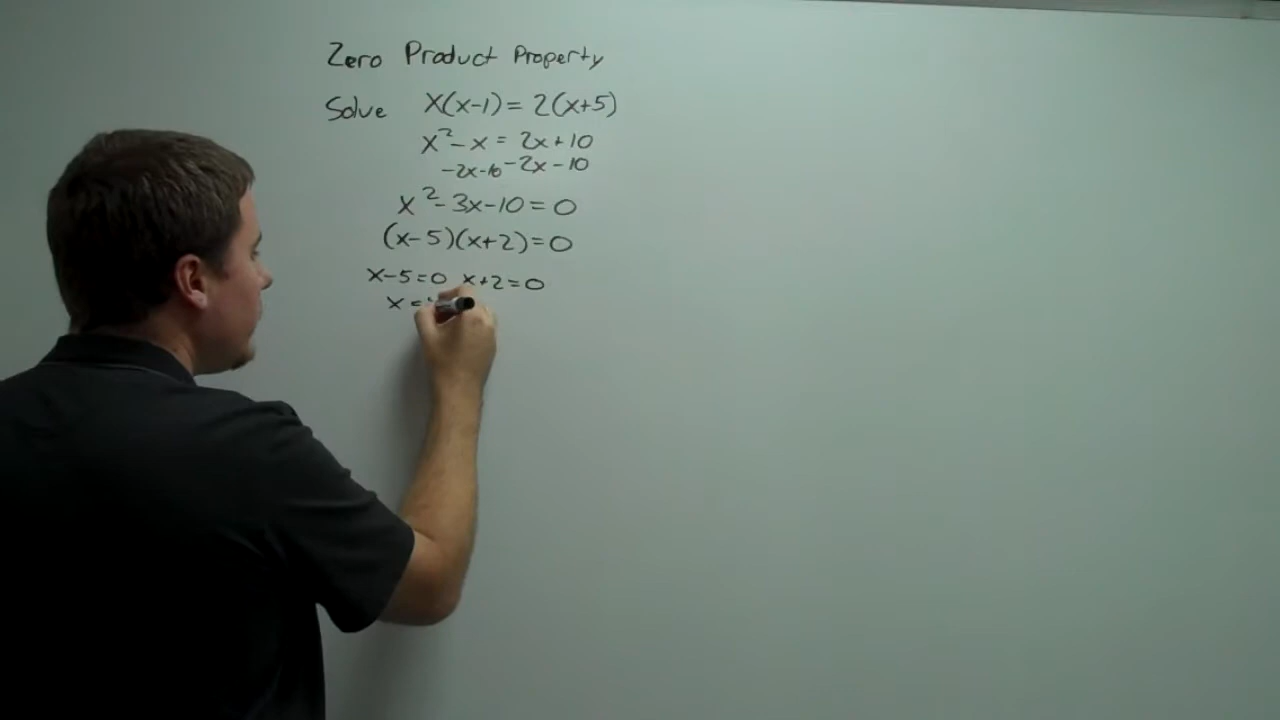 Zero Product Property
Solve x(x-1) = 2(x+5)
x² - x = 2x + 10
-2x-10 -2x - 10
x² - 3x - 10 = 0
(x - 5)(x + 2) = 0
x - 5 = 0 x + 2 = 0
x =